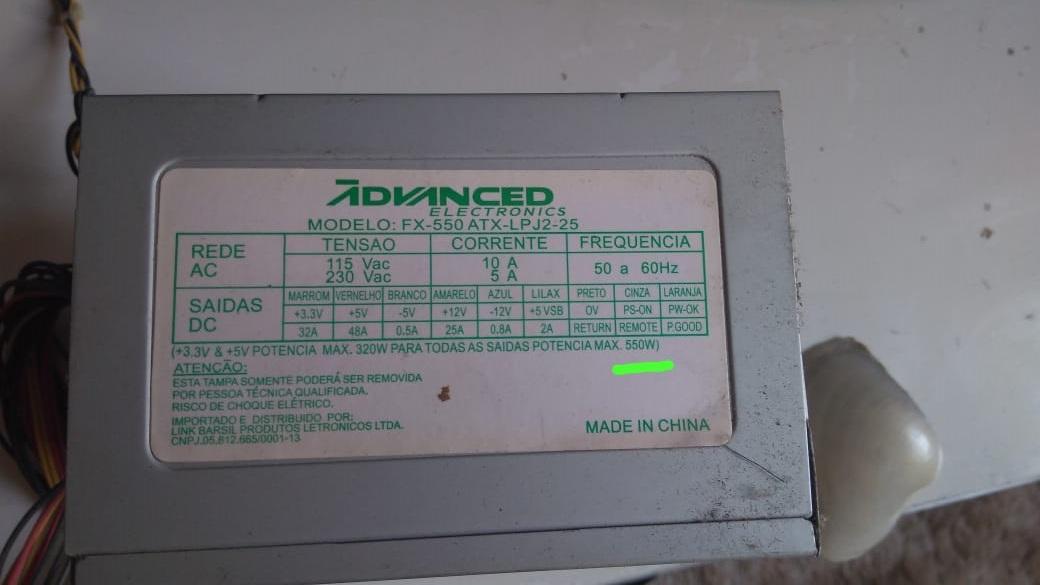 ADVANCED
ELECTRONICS
MODELO: FX-550 ATX-LPJ2-25
REDE AC TENSAO CORRENTE FREQUENCIA
115 Vac 10 A 50 a 60Hz
230 Vac 5 A
SAIDAS DC MARROM VERNELHO BRANCO AMARELO AZUL LILAX PRETO CINZA LARANJA
+3.3V +5V -5V +12V -12V +5 VSB 0V PS-ON PW-OK
32A 48A 0.5A 25A 0.8A 2A RETURN REMOTE P.GOOD
(+3.3V & +5V POTENCIA MAX. 320W PARA TODAS AS SAIDAS POTENCIA MAX. 550W)
ATENCÃO:
ESTA TAMPA SOMENTE PODERÁ SER REMOVIDA
POR PESSOA TÉCNICA QUALIFICADA.
RISCO DE CHOQUE ELÉTRICO.
IMPORTADO E DISTRIBUIDO POR:
LINK BARSIL PRODUTOS LETRONICOS LTDA.
CNPJ.05.812.665/0001-13
MADE IN CHINA